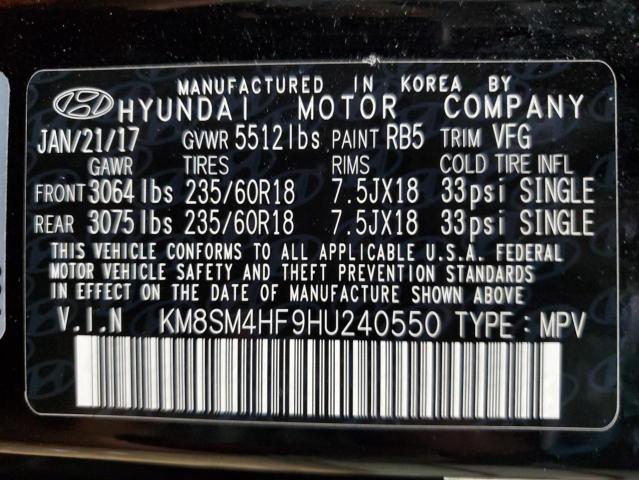 MANUFACTURED IN KOREA BY
HYUNDAI MOTOR COMPANY
JAN/21/17 GVWR 5512lbs PAINT RB5 TRIM VFG
GAWR TIRES RIMS COLD TIRE INFL
FRONT 3064lbs 235/60R18 7.5JX18 33psi SINGLE
REAR 3075lbs 235/60R18 7.5JX18 33psi SINGLE
THIS VEHICLE CONFORMS TO ALL APPLICABLE U.S.A. FEDERAL
MOTOR VEHICLE SAFETY AND THEFT PREVENTION STANDARDS
IN EFFECT ON THE DATE OF MANUFACTURE SHOWN ABOVE
V.I.N KM8SM4HF9HU240550 TYPE: MPV